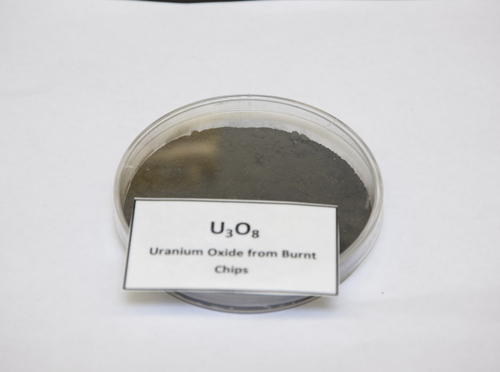 U₃O₈
Uranium Oxide from Burnt
Chips